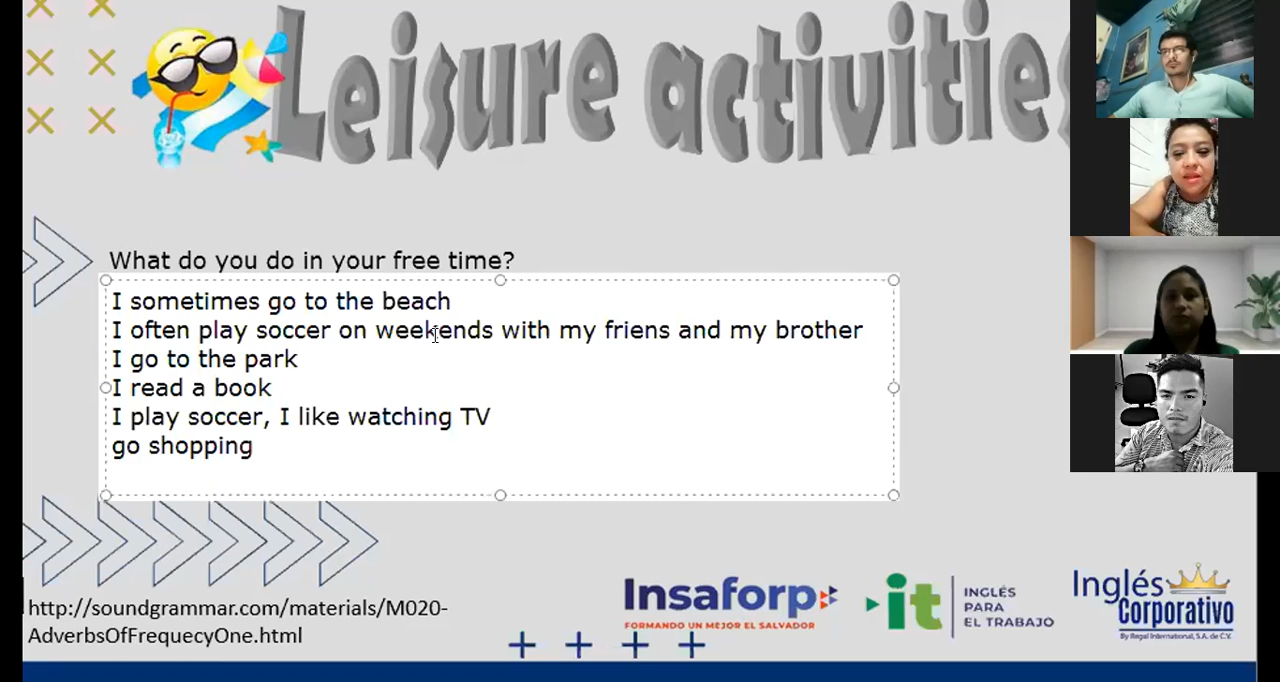 Leisure activities
What do you do in your free time?
I sometimes go to the beach
I often play soccer on weekends with my friens and my brother
I go to the park
I read a book
I play soccer, I like watching TV
go shopping
http://soundgrammar.com/materials/M020-
AdverbsOfFrequecyOne.html
Insaforp
FORMANDO UN MEJOR EL SALVADOR
it
INGLÉS
PARA
EL TRABAJO
Inglés
Corporativo
By Regal International, S.A. de C.V.